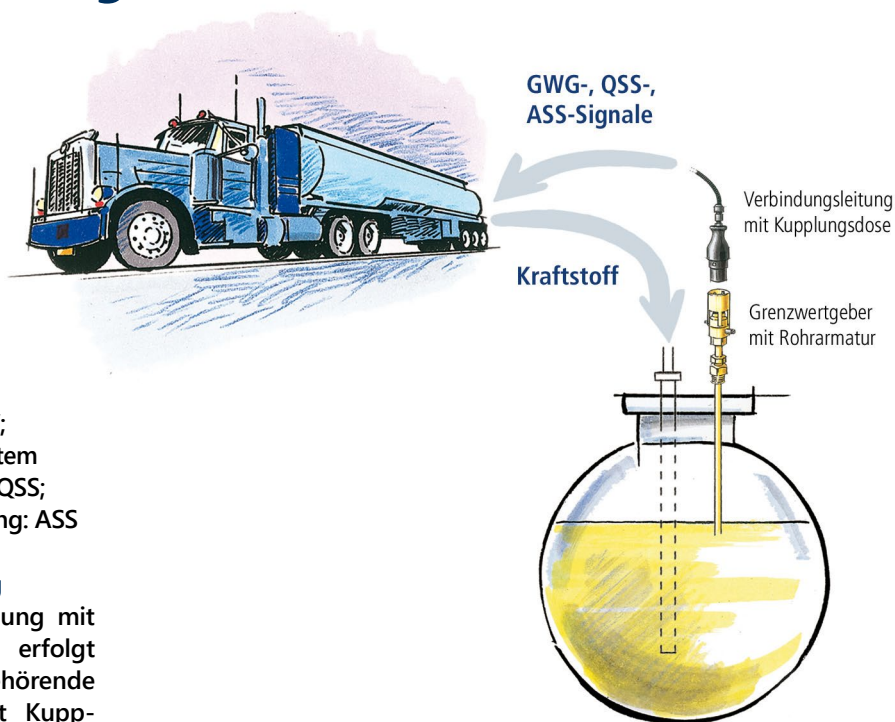 GWG-, QSS-,
ASS-Signale
Verbindungsleitung
mit Kupplungsdose
Kraftstoff
Grenzwertgeber
mit Rohrarmatur
;
tem
QSS;
ng: ASS
ung mit
erfolgt
hörende
t Kupp-